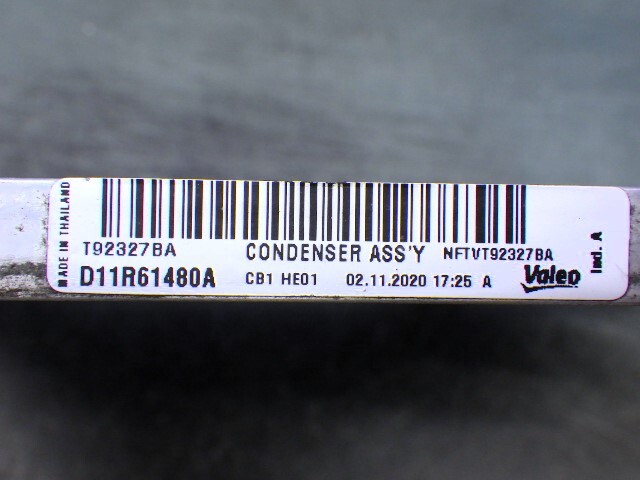 MADE IN THAILAND
T92327BA CONDENSER ASS'Y NFTVT92327BA
D11R61480A CB1 HE01 02.11.2020 17:25 A Valeo
Ind. A